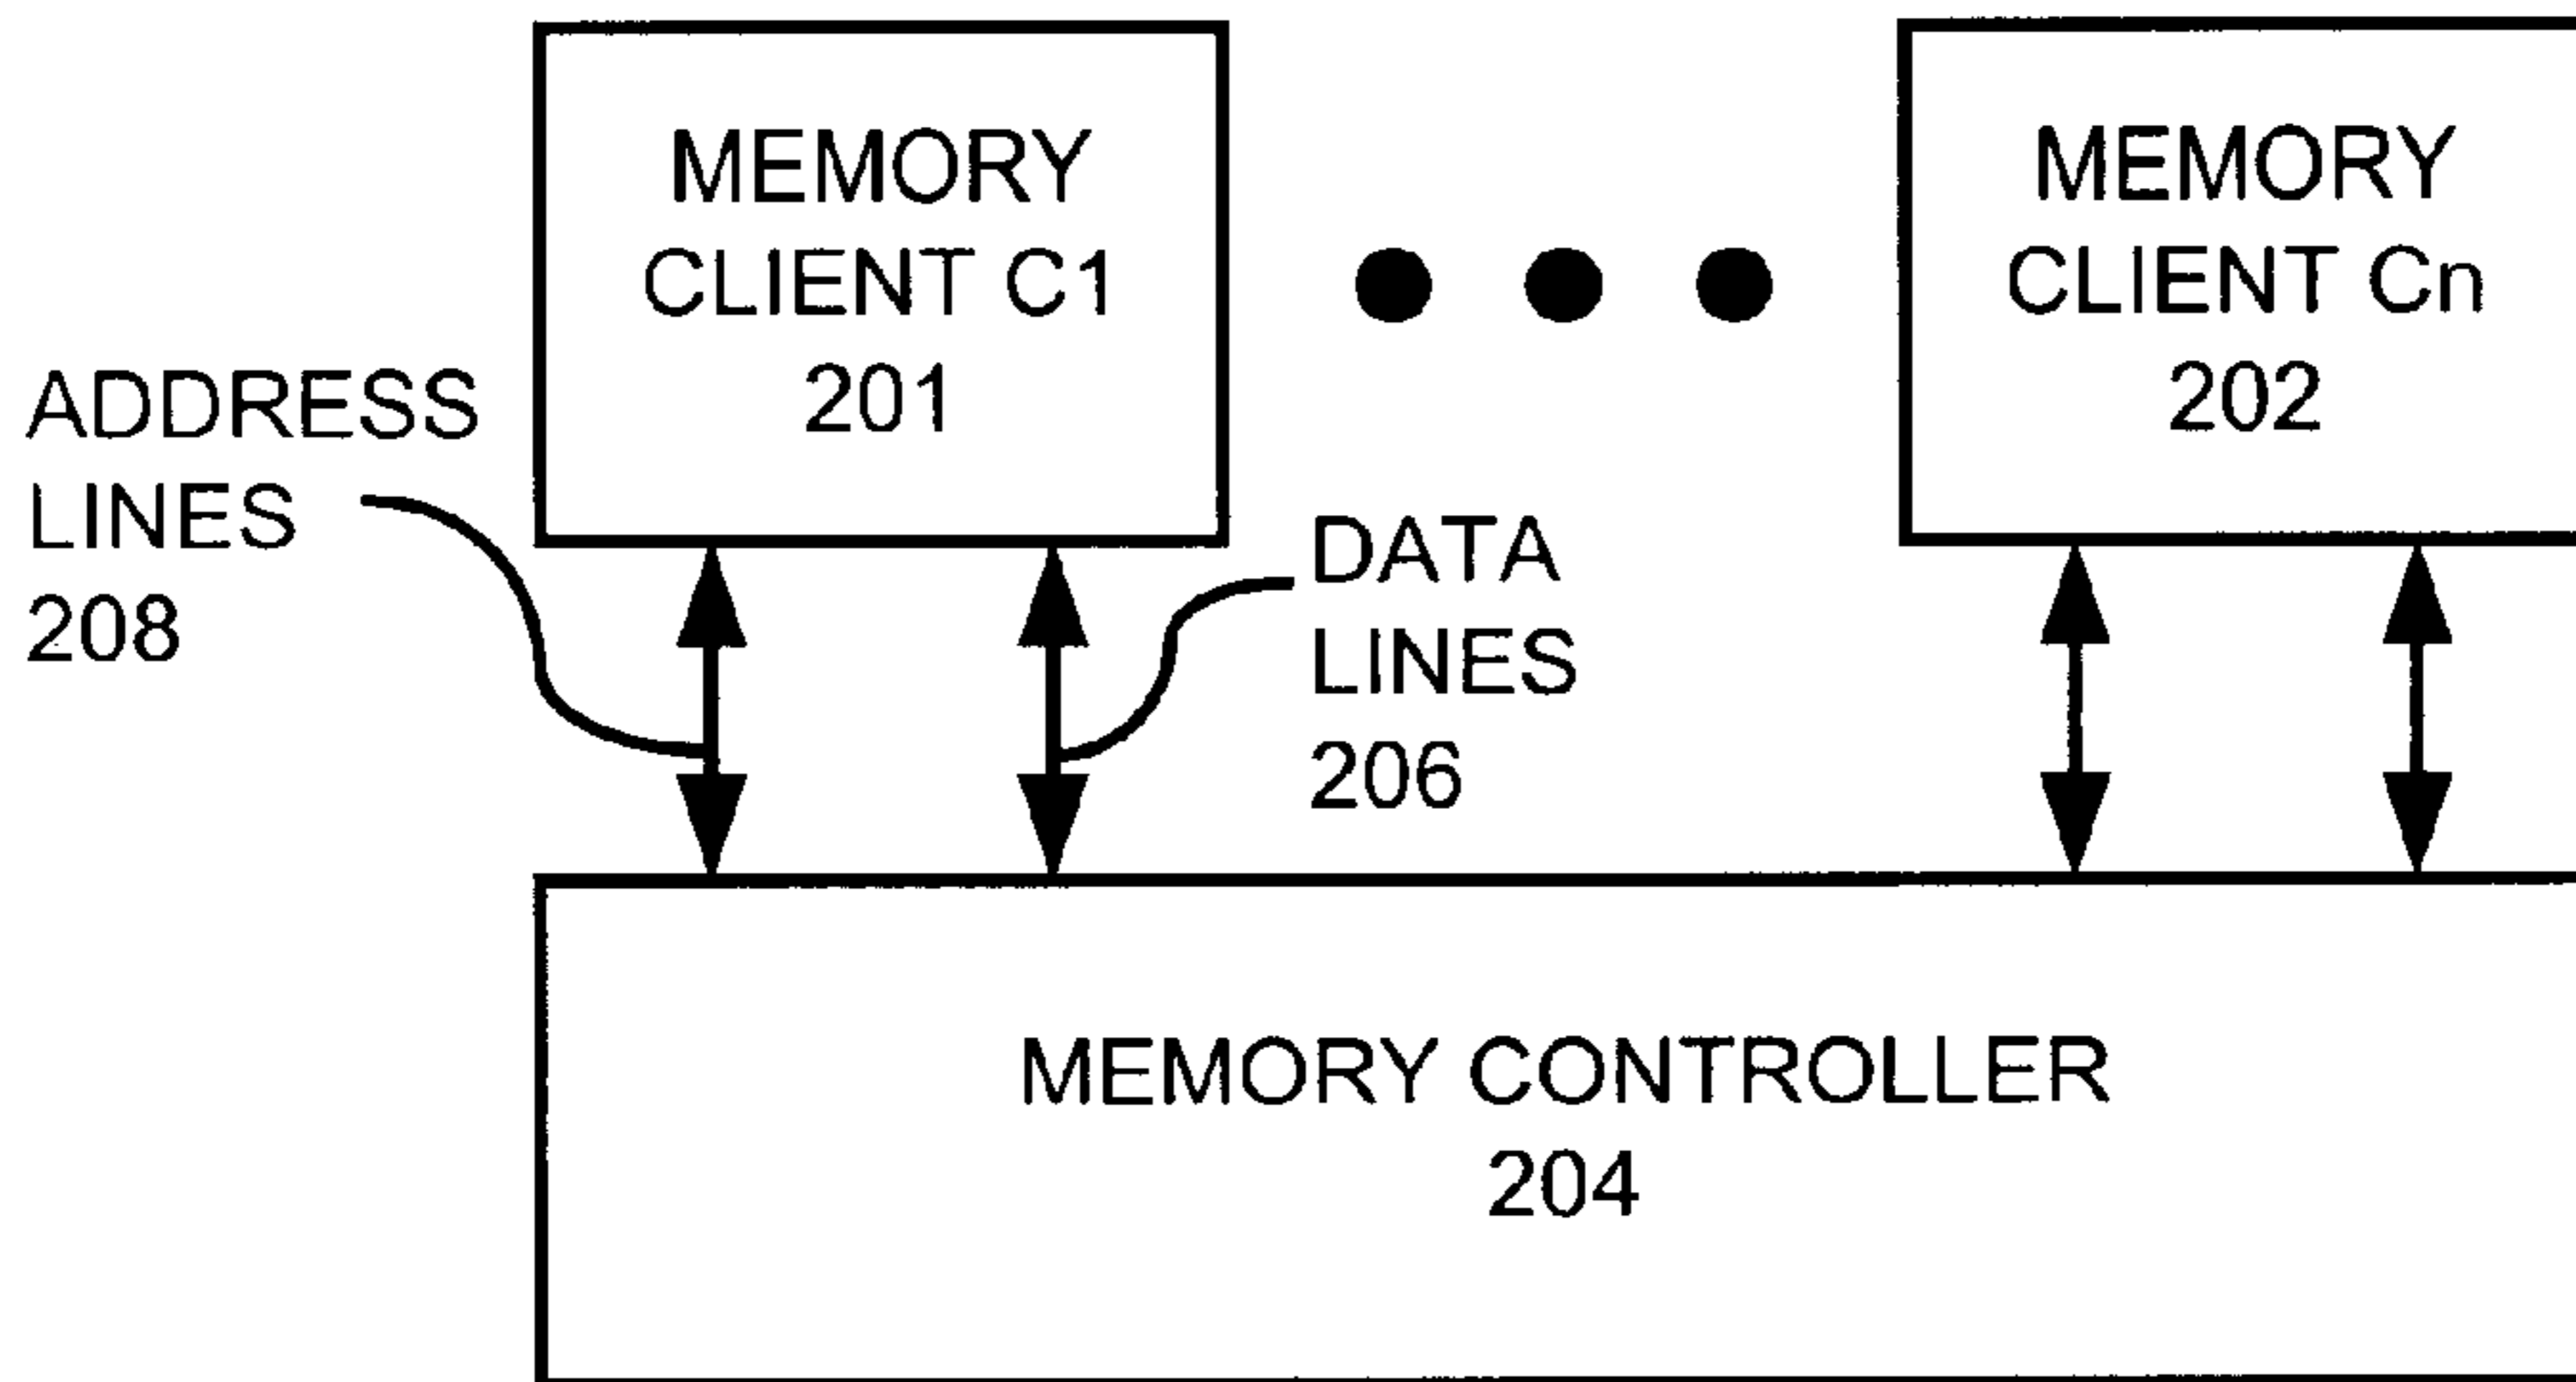 MEMORY
CLIENT C1
201
MEMORY
CLIENT Cn
202
ADDRESS
LINES
208
DATA
LINES
206
MEMORY CONTROLLER
204